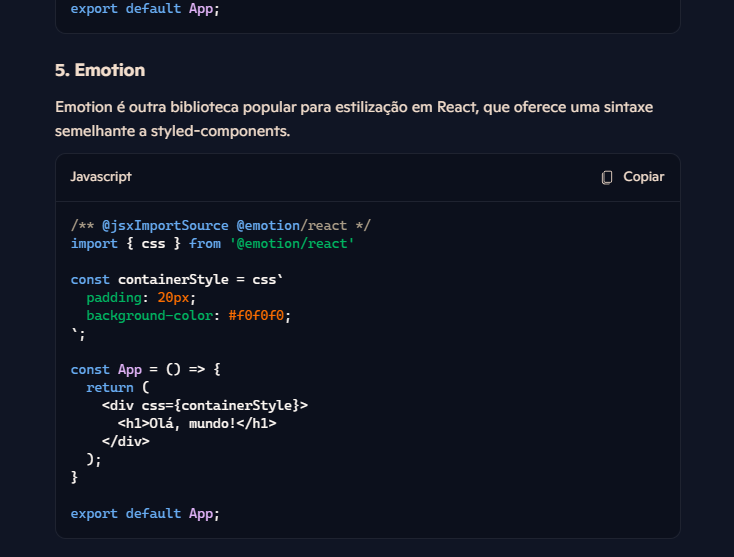 export default App;
5. Emotion
Emotion é outra biblioteca popular para estilização em React, que oferece uma sintaxe
semelhante a styled-components.
Javascript
Copiar
/** @jsxImportSource @emotion/react */
import { css } from '@emotion/react'
const containerStyle = css`
  padding: 20px;
  background-color: #f0f0f0;
`;
const App = () => {
  return (
    <div css={containerStyle}>
      <h1>Olá, mundo!</h1>
    </div>
  );
}
export default App;